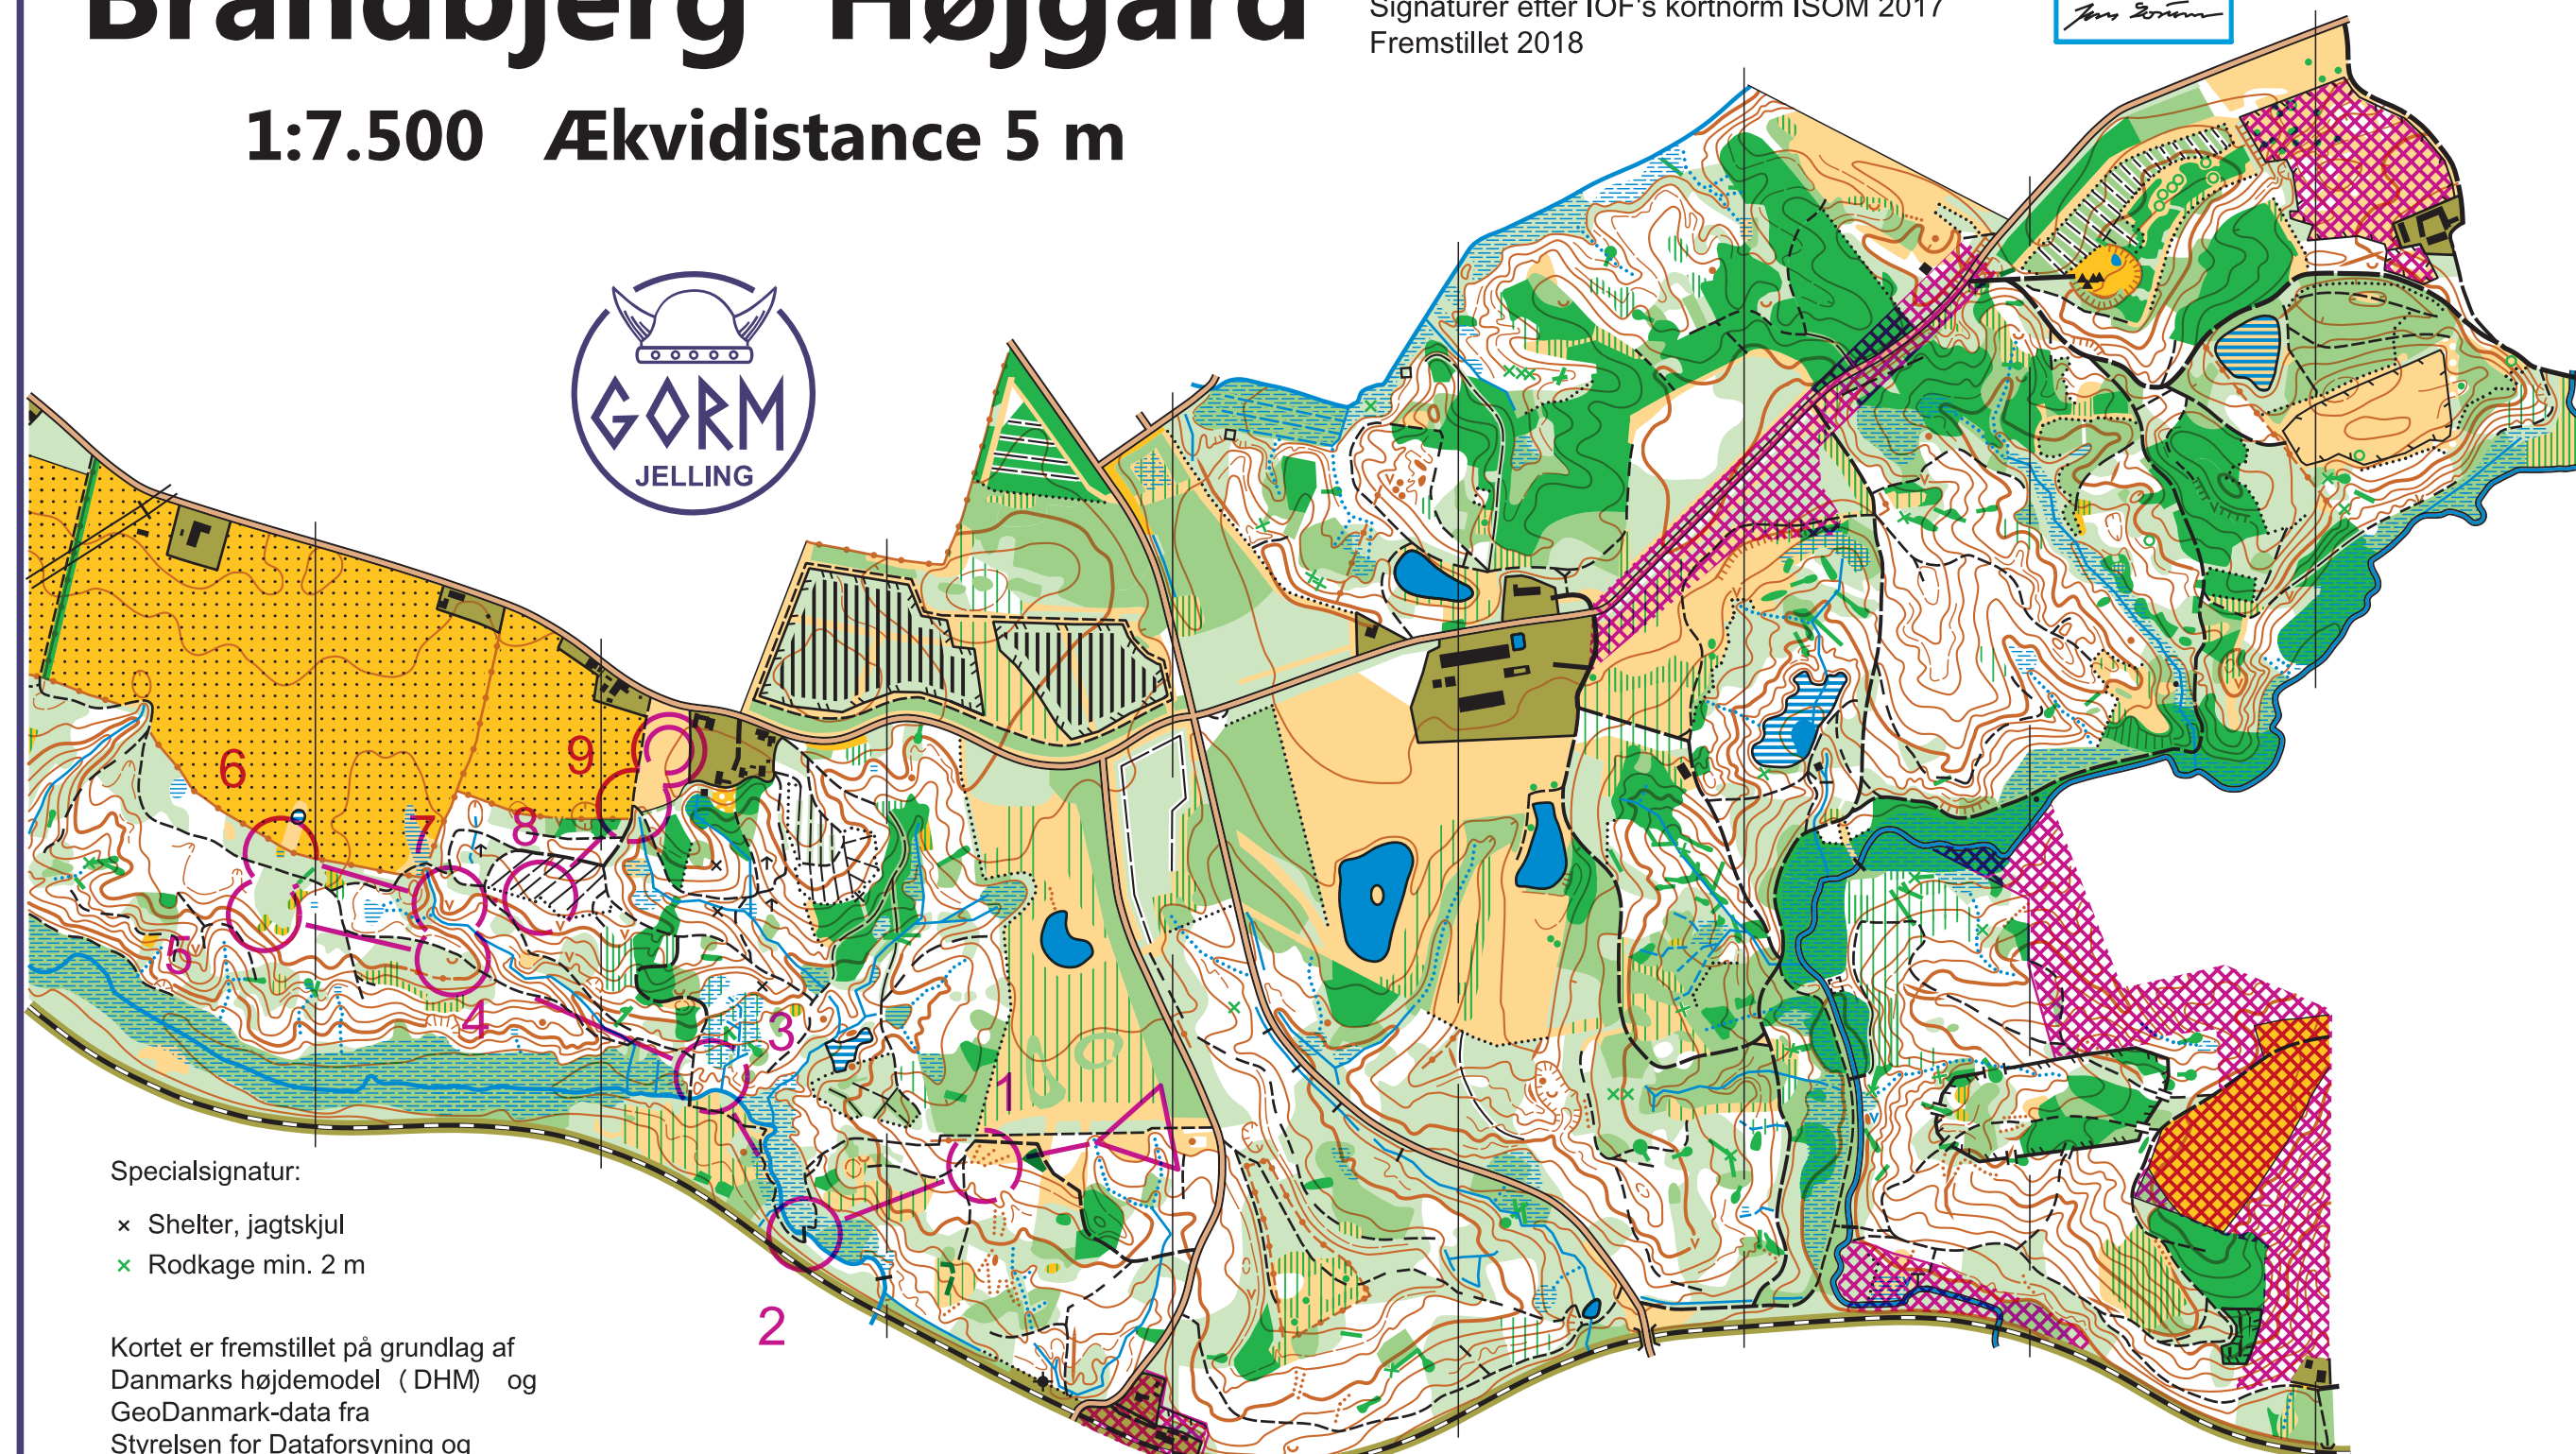 Brandbjerg Højgård
Signaturer efter IOF's kortnorm ISOM 2017
Fremstillet 2018
1:7.500 Ækvidistance 5 m
GORM
JELLING
6
9
7
8
5
4
3
1
2
Specialsignatur:
× Shelter, jagtskjul
× Rodkage min. 2 m
Kortet er fremstillet på grundlag af
Danmarks højdemodel (DHM) og
GeoDanmark-data fra
Styrelsen for Dataforsyning og